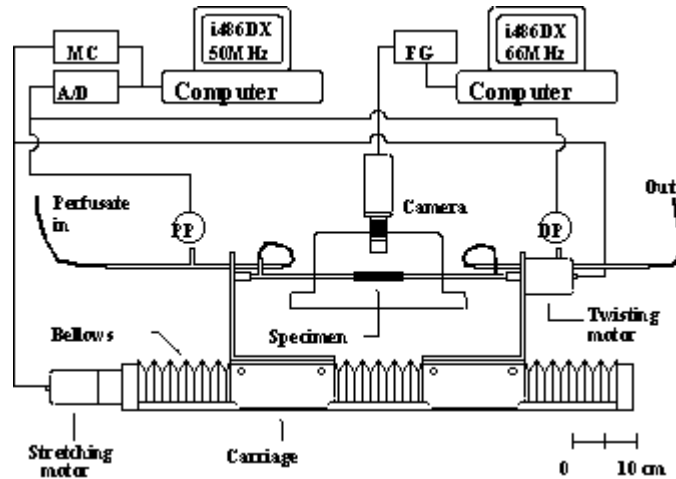 i486DX
50MHz
MC
A/D
Computer
i486DX
66MHz
FG
Computer
Perfusate
in
PP
Camera
DP
Out
Specimen
Twisting
motor
Bellows
Stretching
motor
Carriage
0 10 cm